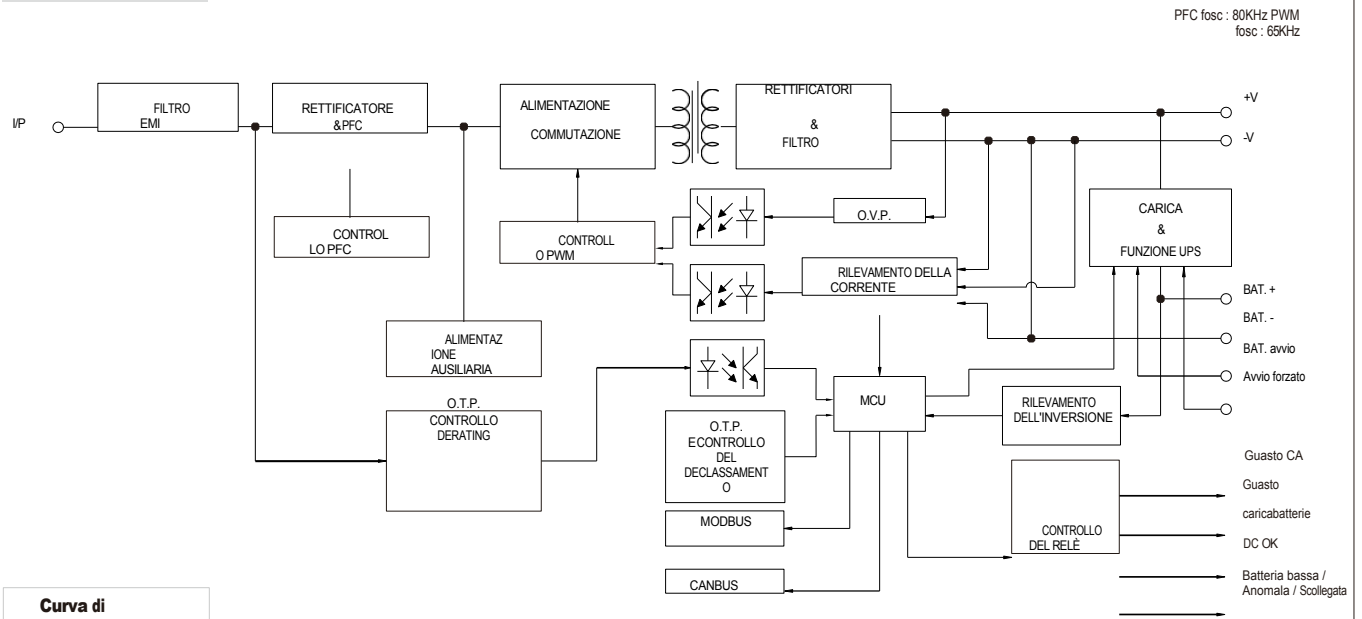 PFC fosc : 80KHz PWM
fosc : 65KHz
I/P
FILTRO
EMI
RETTIFICATORE
&PFC
ALIMENTAZIONE
COMMUTAZIONE
RETTIFICATORI
&
FILTRO
+V
-V
CONTROL
LO PFC
CONTROLL
O PWM
O.V.P.
RILEVAMENTO DELLA
CORRENTE
CARICA
&
FUNZIONE UPS
BAT. +
BAT. -
BAT. avvio
Avvio forzato
ALIMENTAZ
IONE
AUSILIARIA
O.T.P.
CONTROLLO
DERATING
MCU
RILEVAMENTO
DELL'INVERSIONE
O.T.P.
E CONTROLLO
DEL
DECLASSAMENT
O
MODBUS
CANBUS
CONTROLLO
DEL RELÈ
Guasto CA
Guasto
caricabatterie
DC OK
Batteria bassa /
Anomala / Scollegata
Curva di